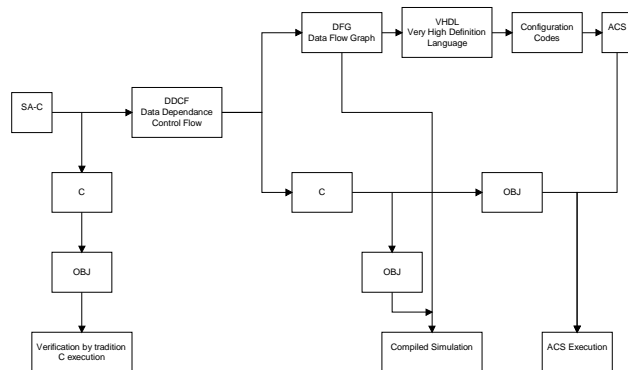 DFG
Data Flow Graph
VHDL
Very High Definition
Language
Configuration
Codes
ACS
SA-C
DDCF
Data Dependance
Control Flow
C
C
OBJ
OBJ
OBJ
Verification by tradition
C execution
Compiled Simulation
ACS Execution